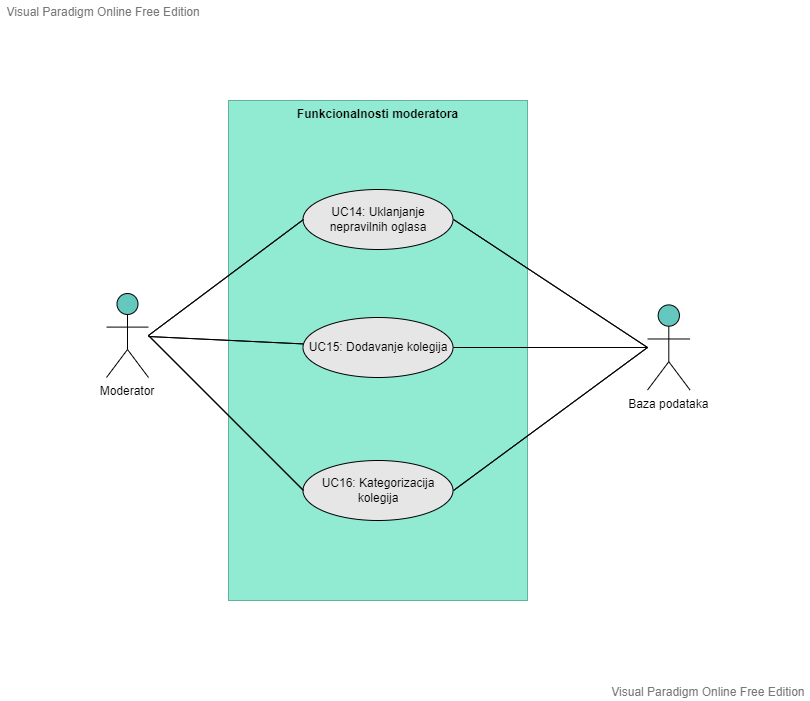 Visual Paradigm Online Free Edition
Funkcionalnosti moderatora
UC14: Uklanjanje
nepravilnih oglasa
UC15: Dodavanje kolegija
Moderator
Baza podataka
UC16: Kategorizacija
kolegija
Visual Paradigm Online Free Edition